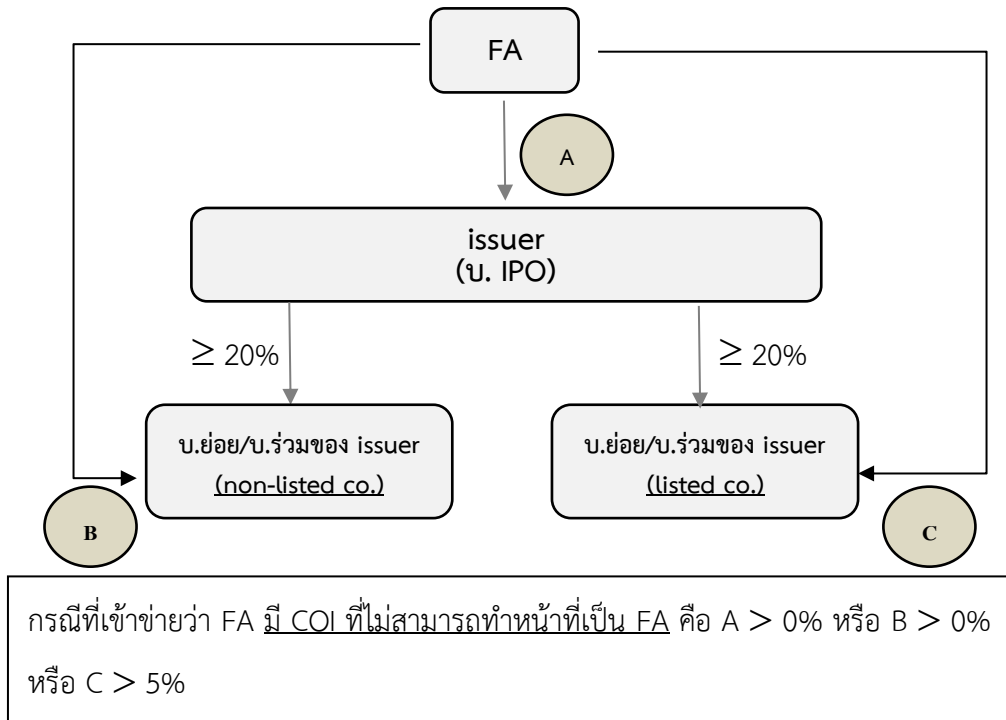 FA
A
issuer
(บ. IPO)
≥ 20%
≥ 20%
บ.ย่อย/บ.ร่วมของ issuer
(non-listed co.)
บ.ย่อย/บ.ร่วมของ issuer
(listed co.)
B
C
กรณีที่เข้าข่ายว่า FA มี COI ที่ไม่สามารถทำหน้าที่เป็น FA คือ A > 0% หรือ B > 0%
หรือ C > 5%